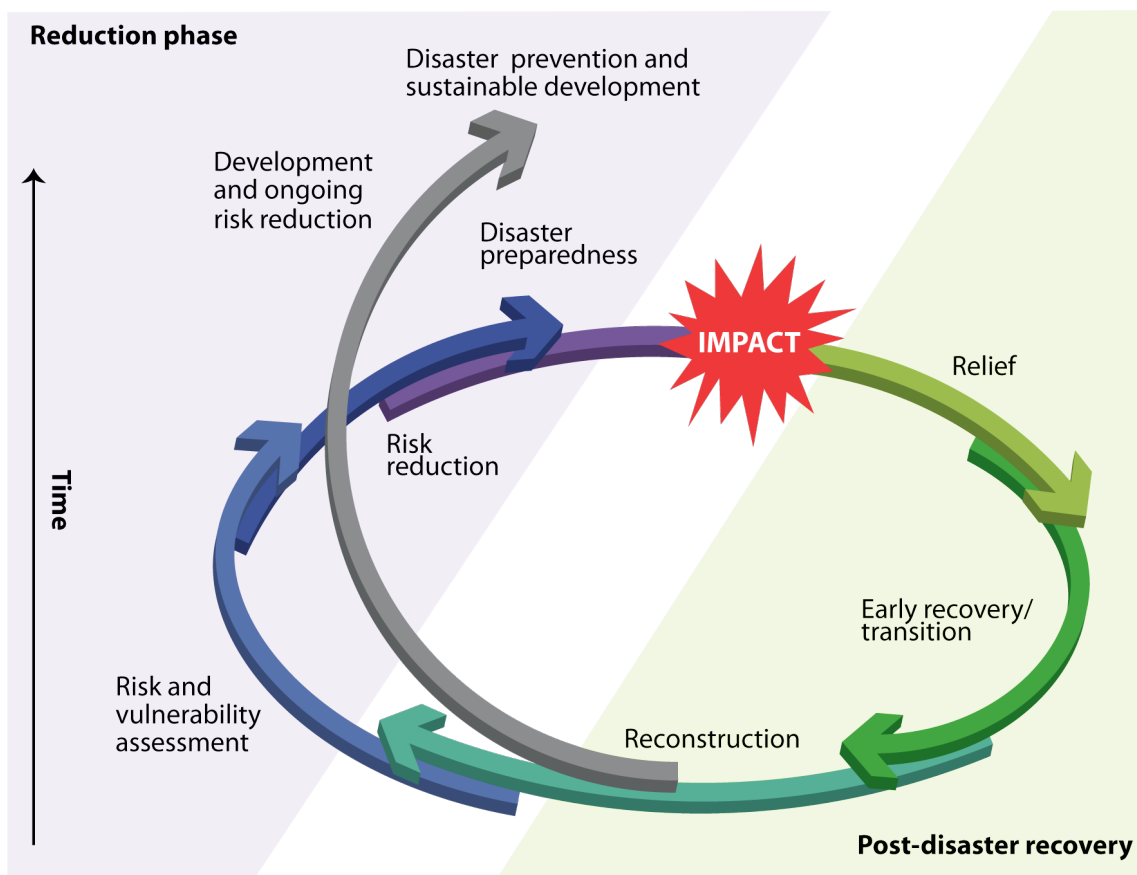 Reduction phase
Disaster prevention and
sustainable development
Development
and ongoing
risk reduction
Disaster
preparedness
IMPACT
Relief
Risk
reduction
Time
Early recovery/
transition
Risk and
vulnerability
assessment
Reconstruction
Post-disaster recovery